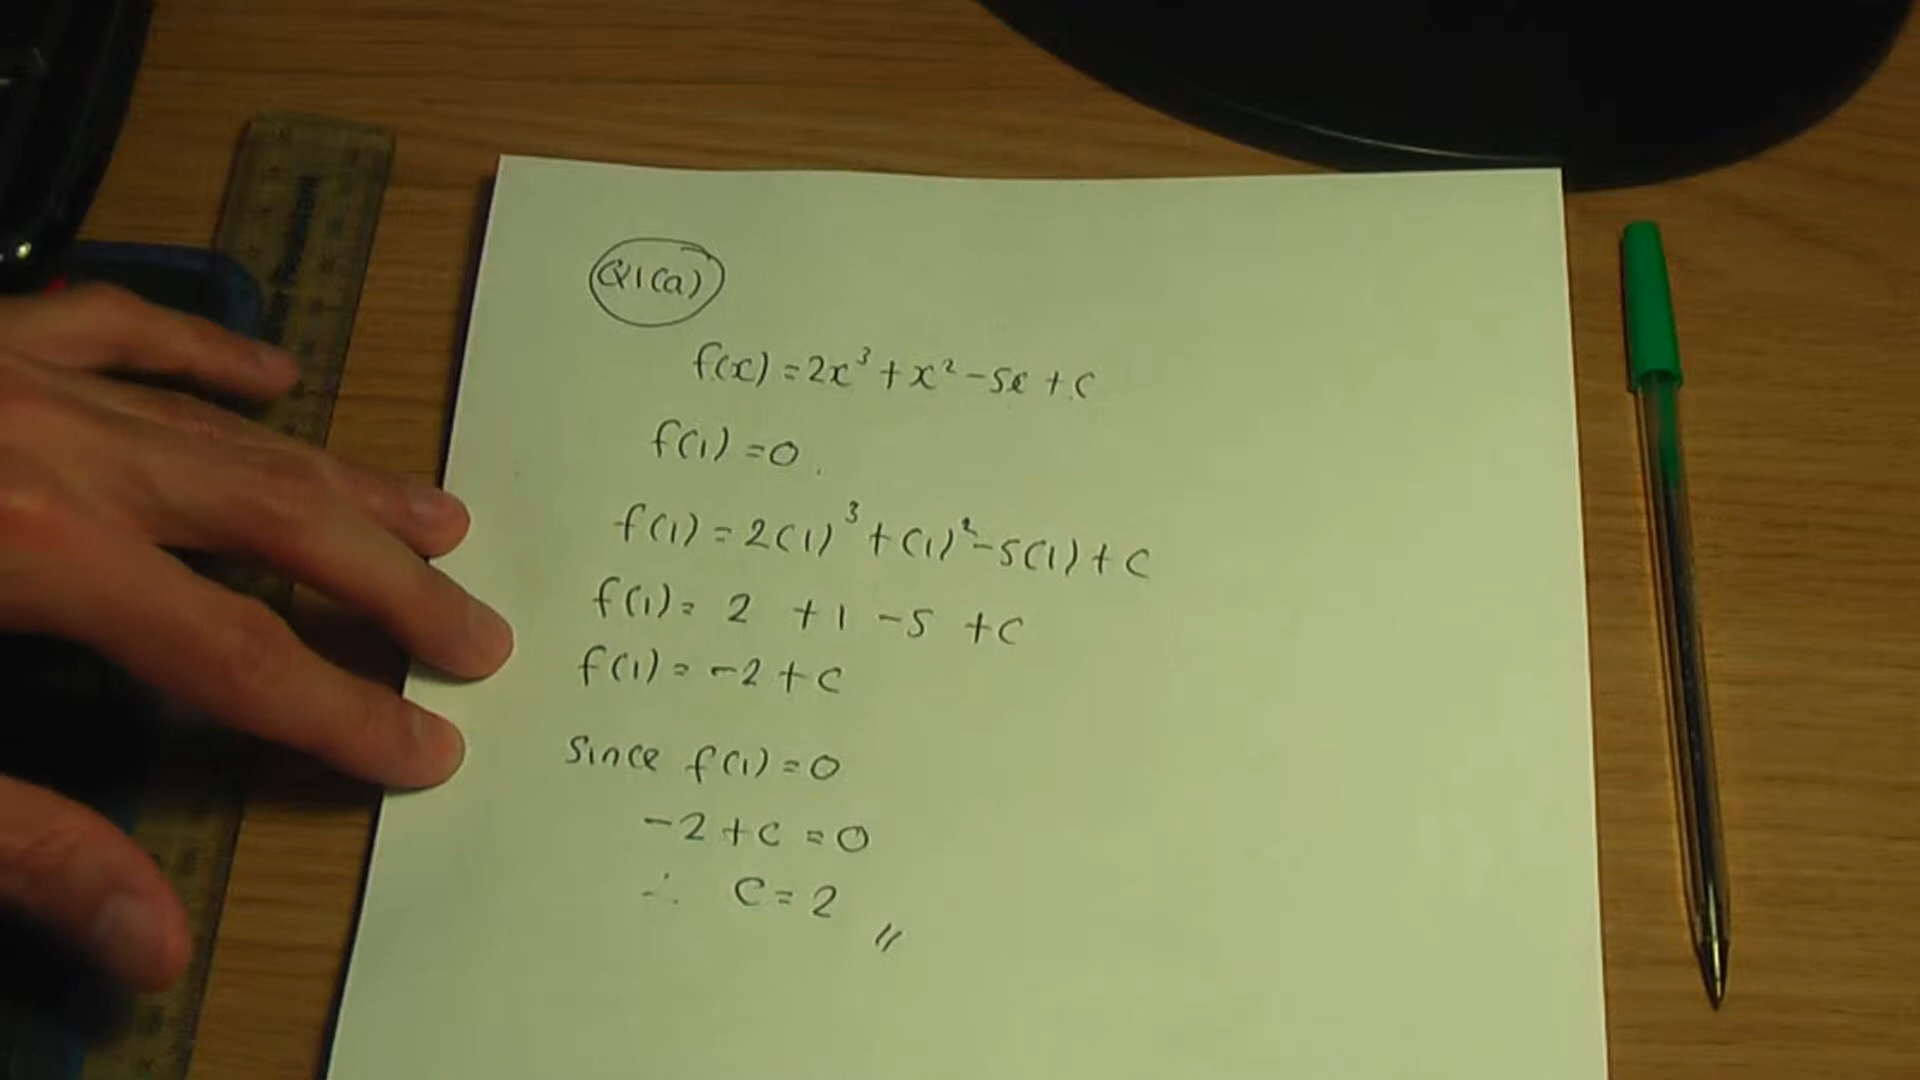 Q1(a)
f(x) = 2x³ + x² - 5x + c
f(1) = 0.
f(1) = 2(1)³ + (1)² - 5(1) + c
f(1) = 2 + 1 - 5 + c
f(1) = -2 + c
Since f(1) = 0
-2 + c = 0
∴ c = 2 //